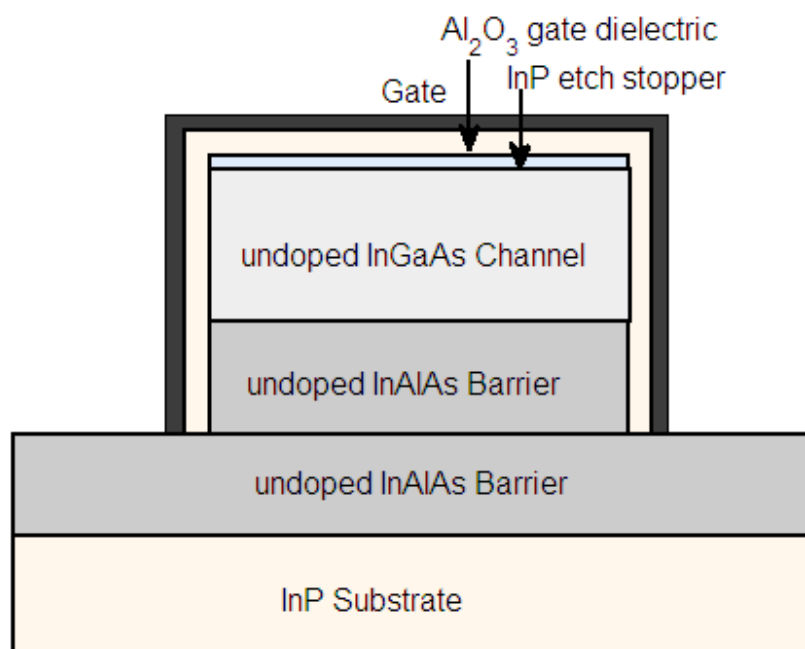 Al₂O₃ gate dielectric
InP etch stopper
Gate
undoped InGaAs Channel
undoped InAlAs Barrier
undoped InAlAs Barrier
InP Substrate